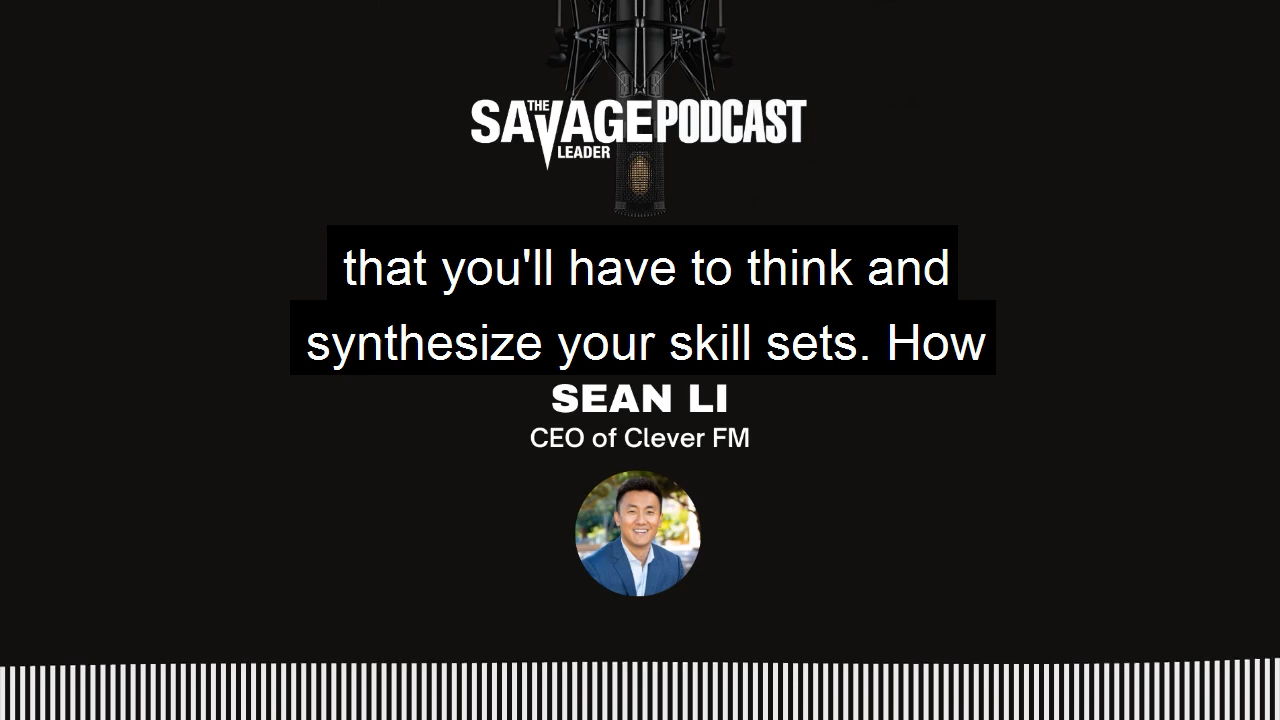 THE SAVAGE LEADER PODCAST
that you'll have to think and
synthesize your skill sets. How
SEAN LI
CEO of Clever FM